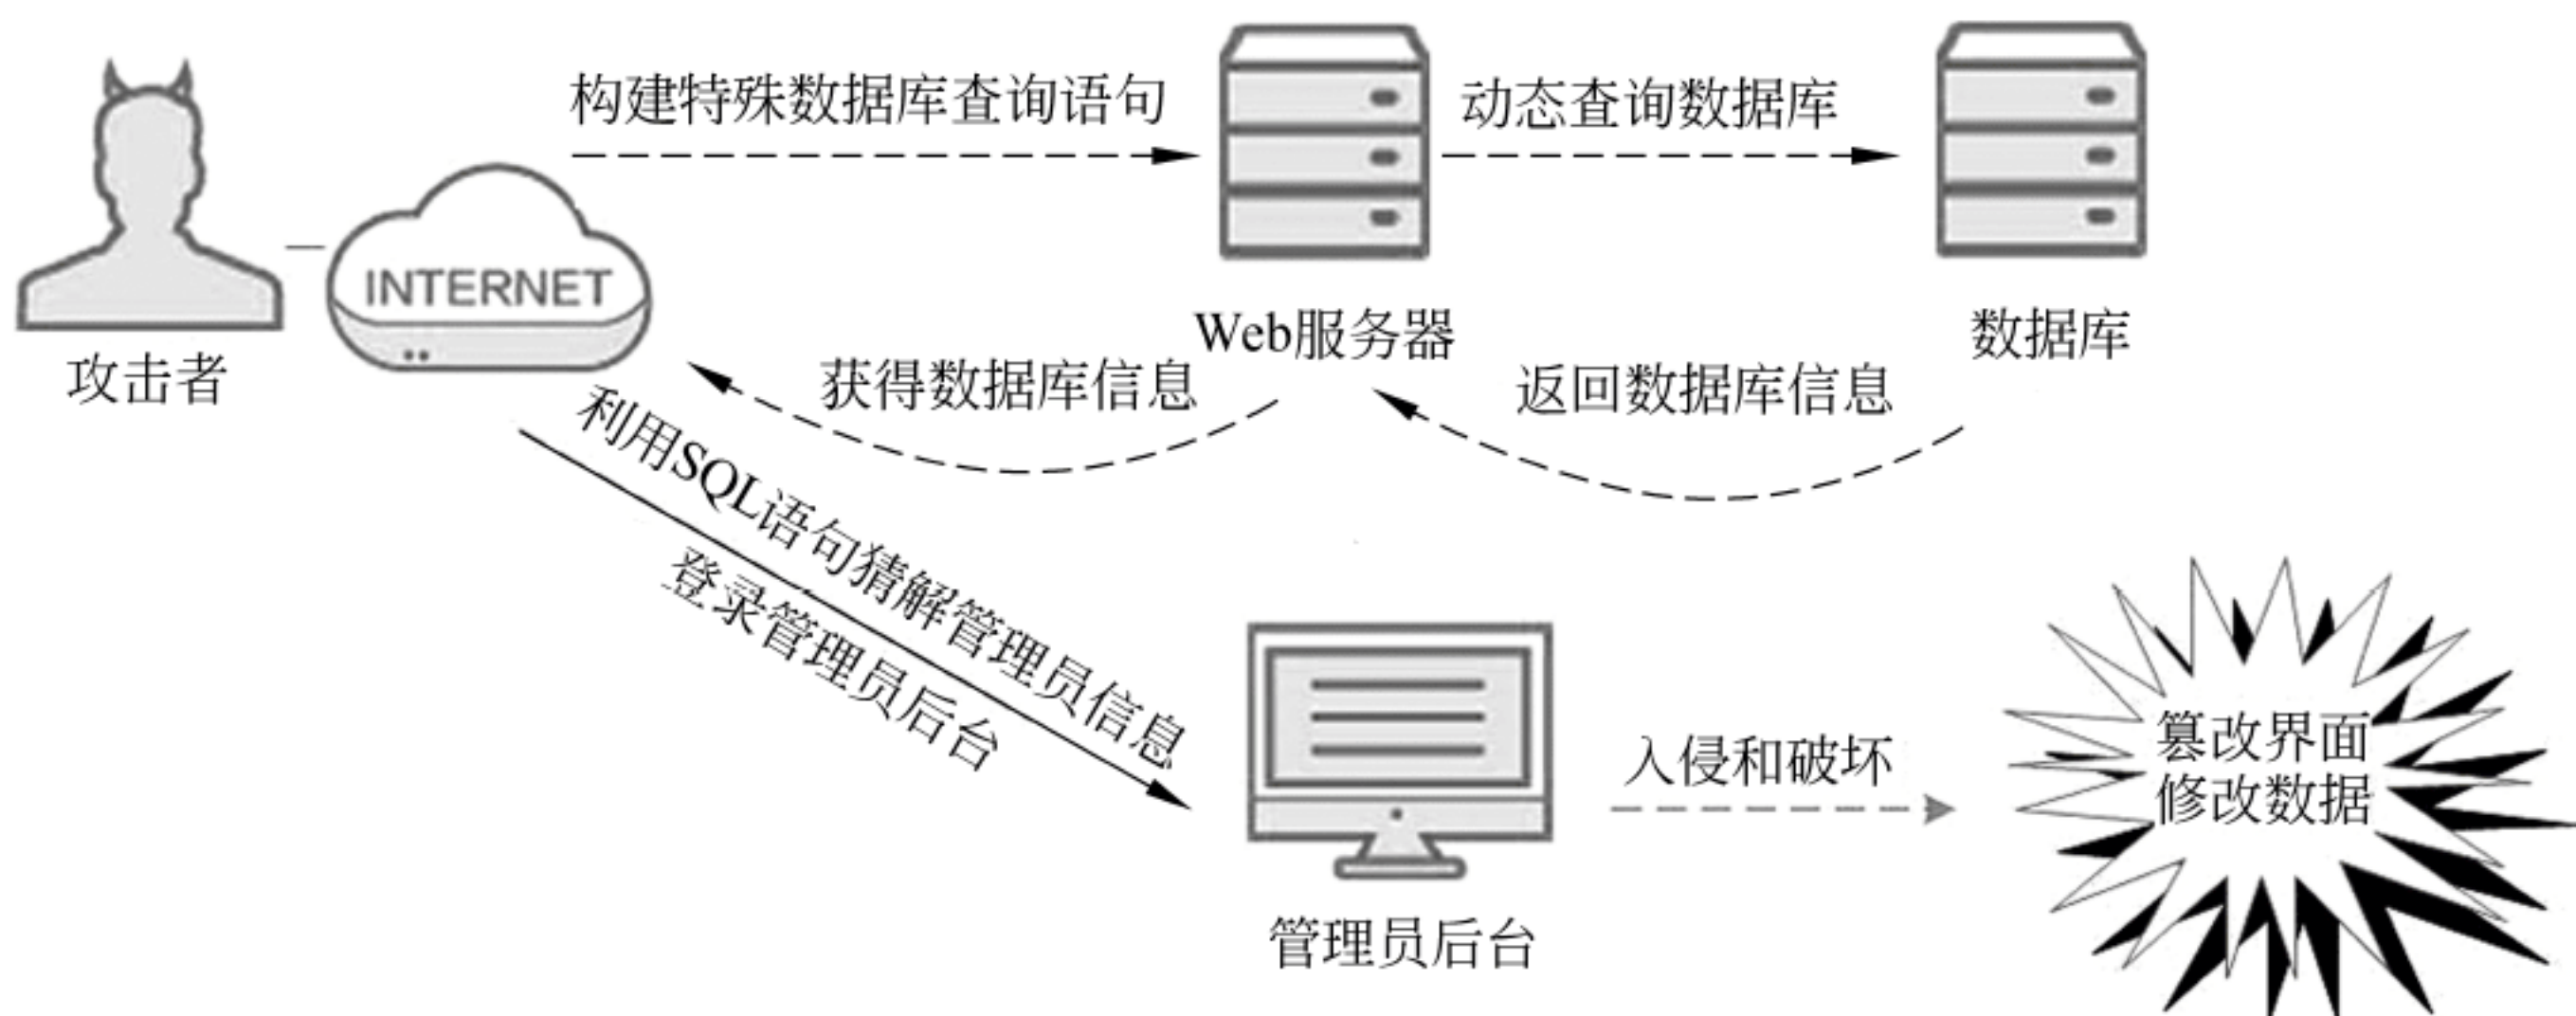 构建特殊数据库查询语句
动态查询数据库
INTERNET
攻击者
Web服务器
数据库
获得数据库信息
返回数据库信息
利用SQL语句猜解管理员信息
登录管理员后台
管理员后台
入侵和破坏
篡改界面
修改数据